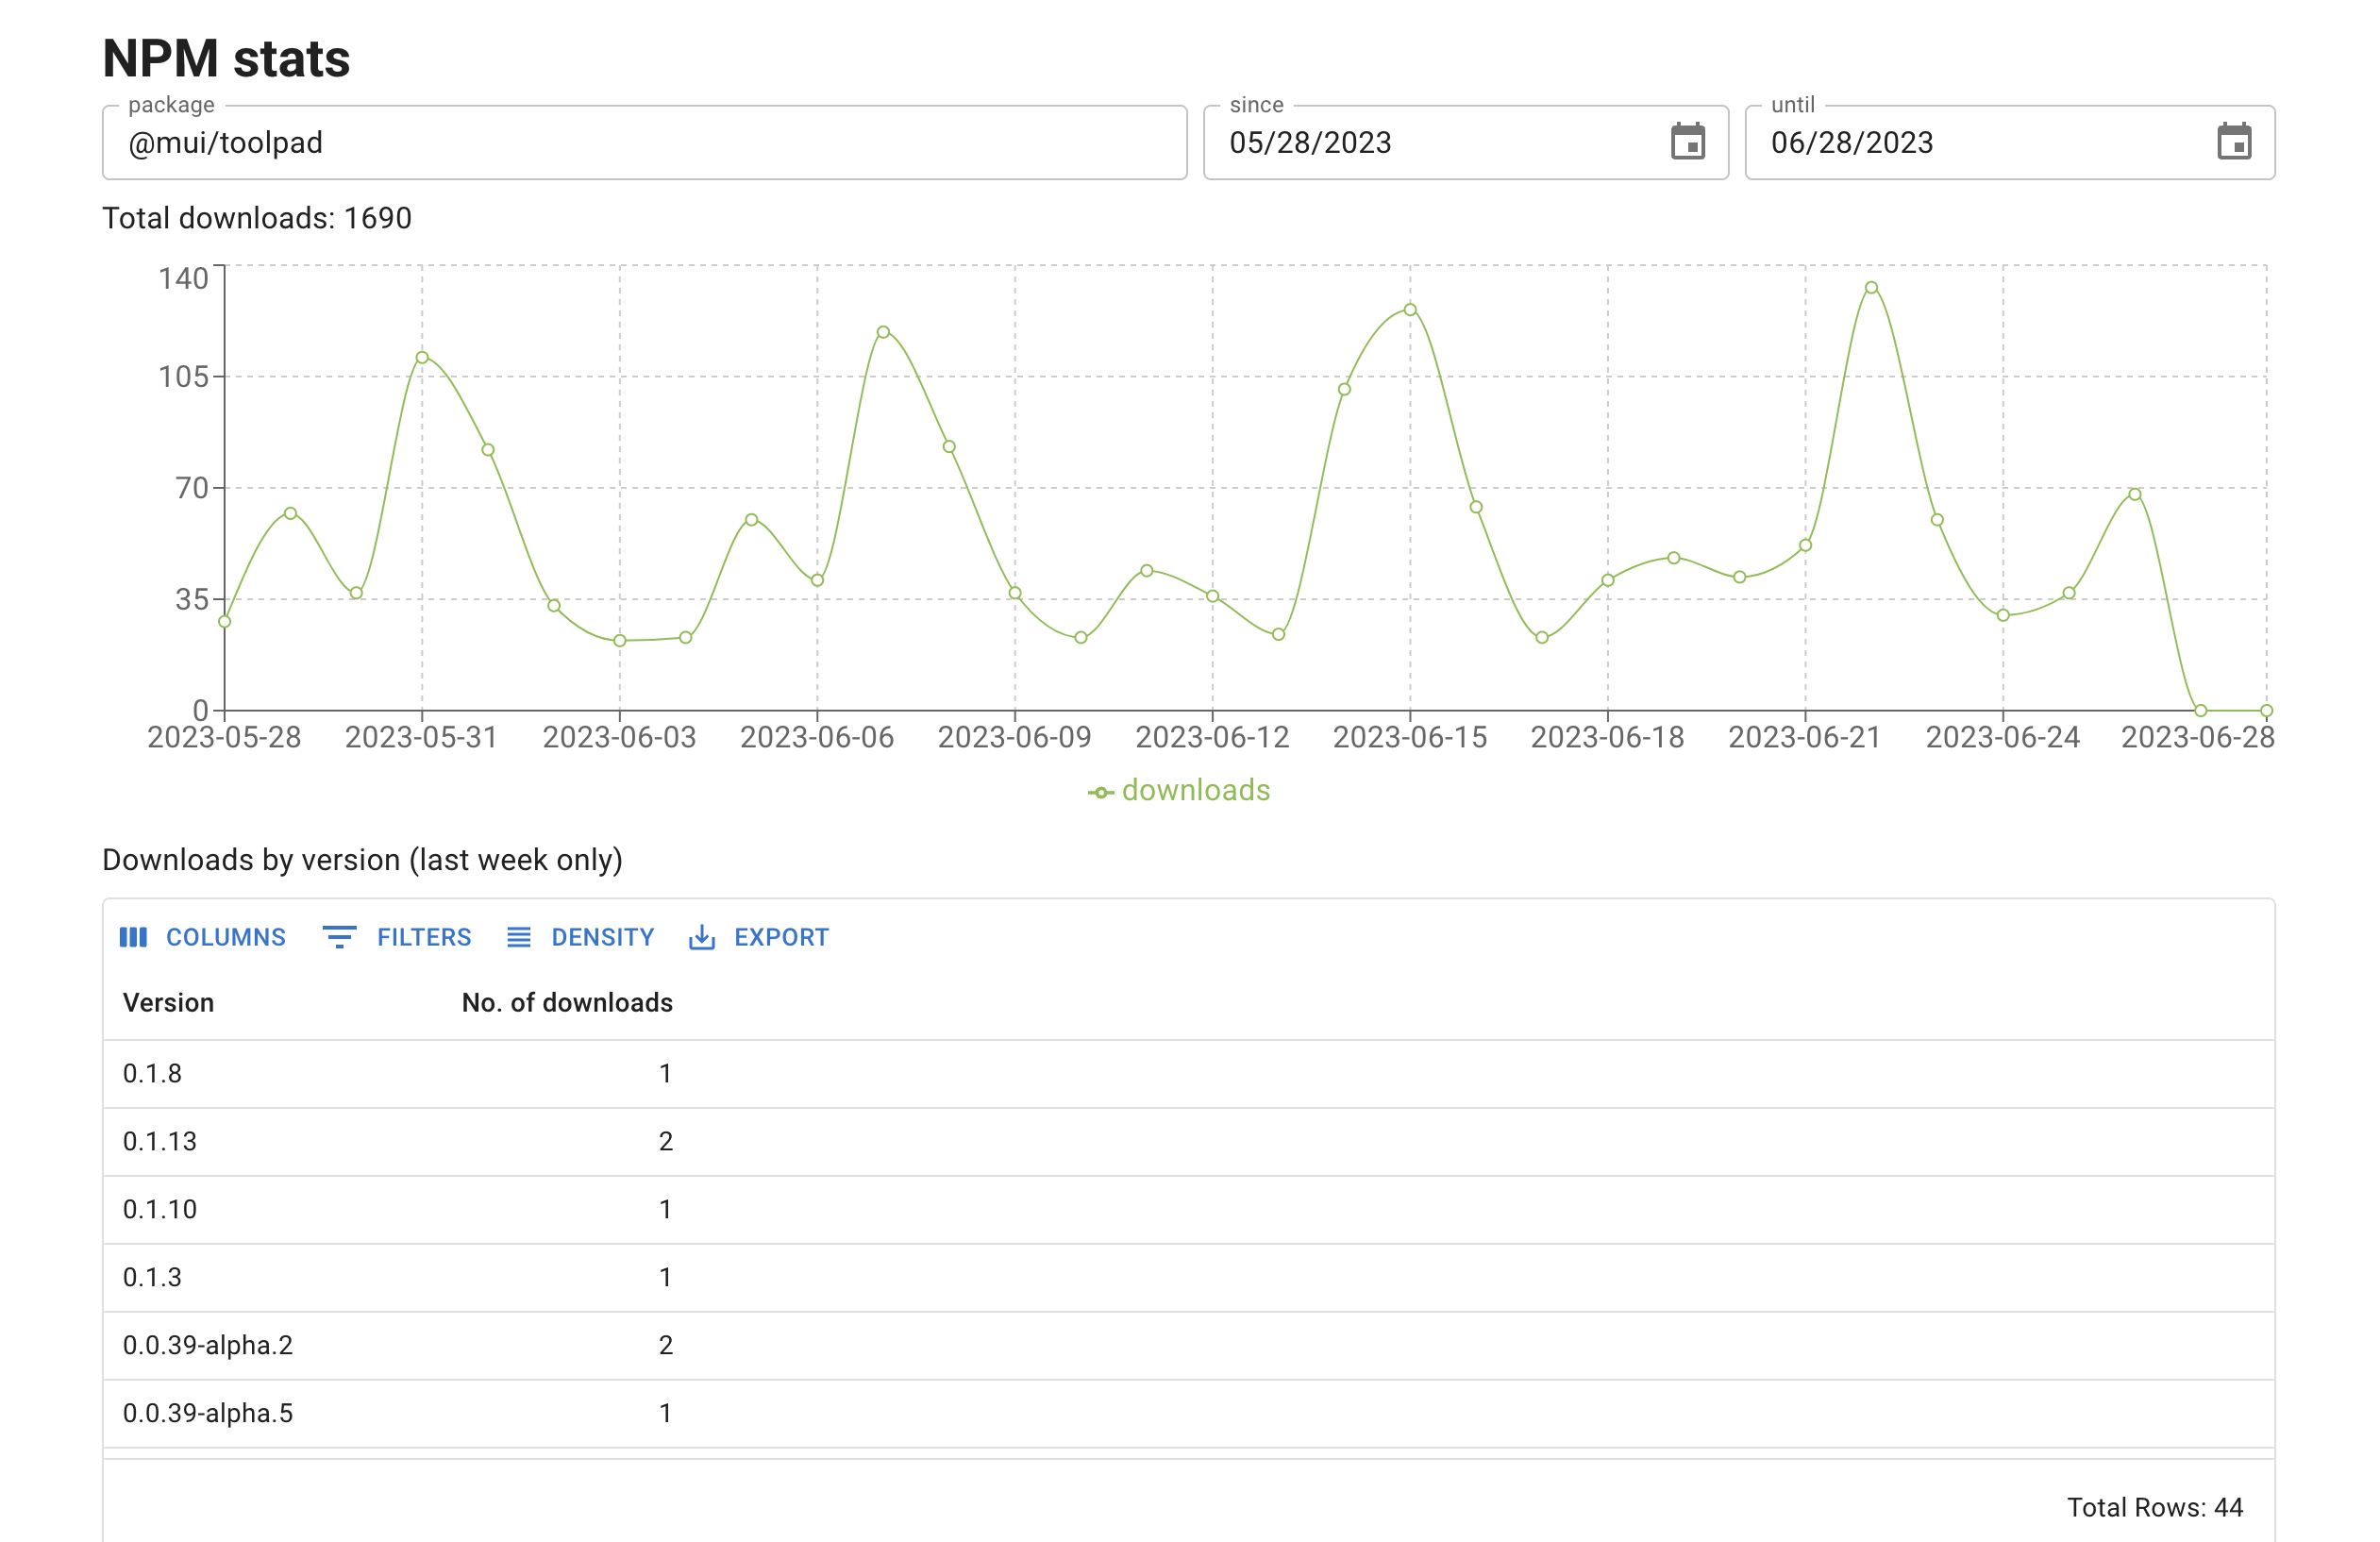 NPM stats
package
@mui/toolpad
since
05/28/2023
until
06/28/2023
Total downloads: 1690
140
105
70
35
0
2023-05-28 2023-05-31 2023-06-03 2023-06-06 2023-06-09 2023-06-12 2023-06-15 2023-06-18 2023-06-21 2023-06-24 2023-06-28
downloads
Downloads by version (last week only)
COLUMNS FILTERS DENSITY EXPORT
Version No. of downloads
0.1.8 1
0.1.13 2
0.1.10 1
0.1.3 1
0.0.39-alpha.2 2
0.0.39-alpha.5 1
Total Rows: 44